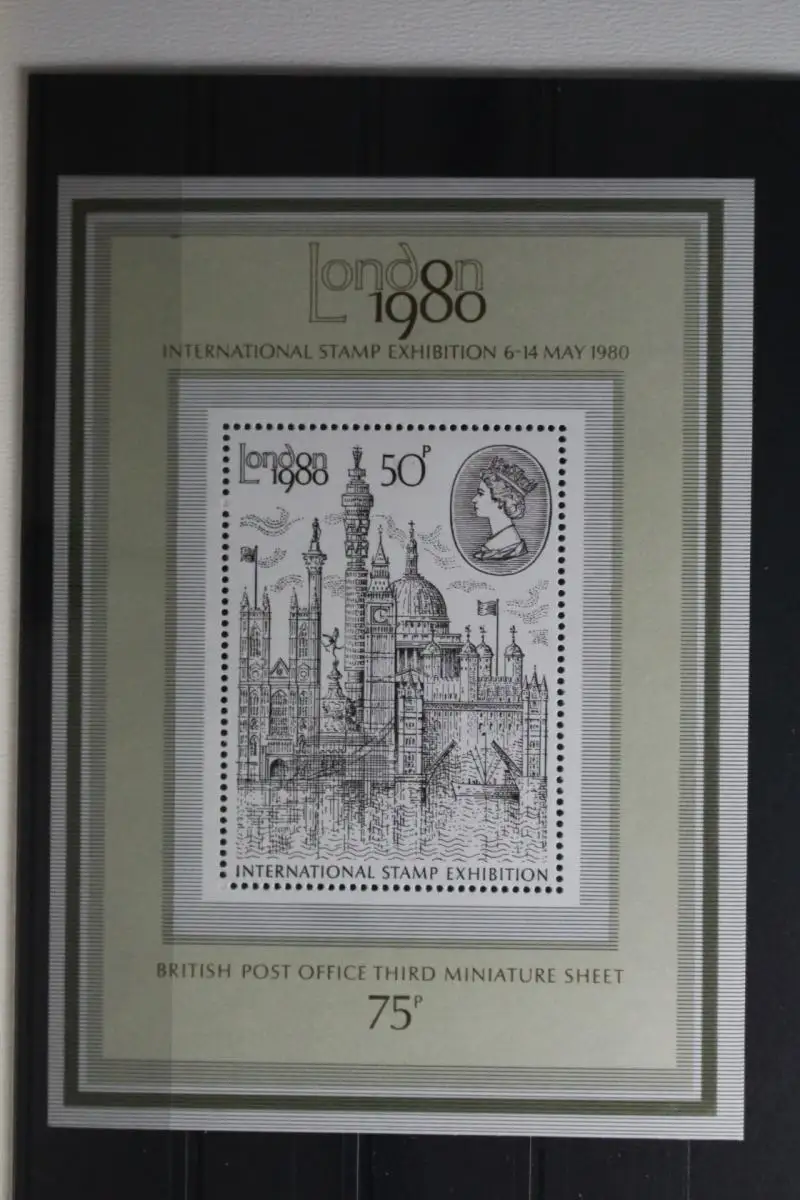 London
1980
INTERNATIONAL STAMP EXHIBITION 6-14 MAY 1980
London
1980
50P
INTERNATIONAL STAMP EXHIBITION
BRITISH POST OFFICE THIRD MINIATURE SHEET
75P